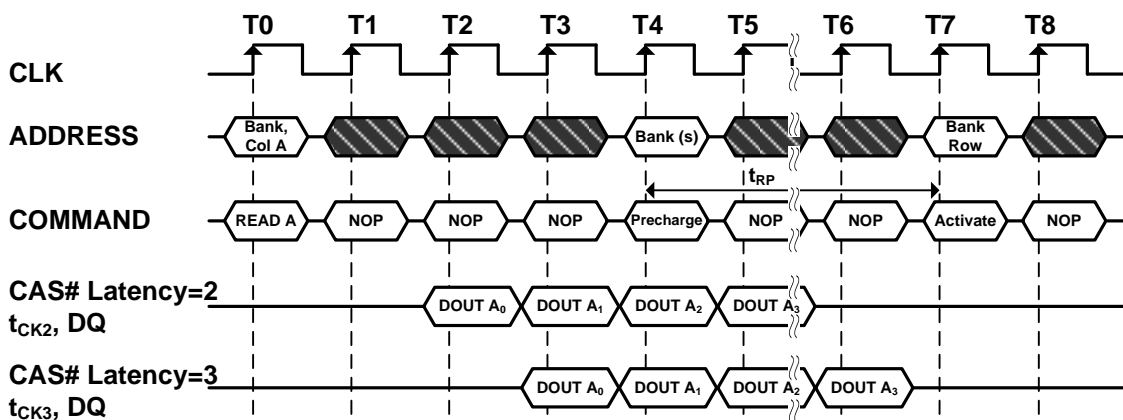 T0 T1 T2 T3 T4 T5 T6 T7 T8
CLK
ADDRESS
Bank, Col A
Bank (s)
Bank Row
tRP
COMMAND
READ A NOP NOP NOP Precharge NOP NOP Activate NOP
CAS# Latency=2
tCK2, DQ
DOUT A0 DOUT A1 DOUT A2 DOUT A3
CAS# Latency=3
tCK3, DQ
DOUT A0 DOUT A1 DOUT A2 DOUT A3